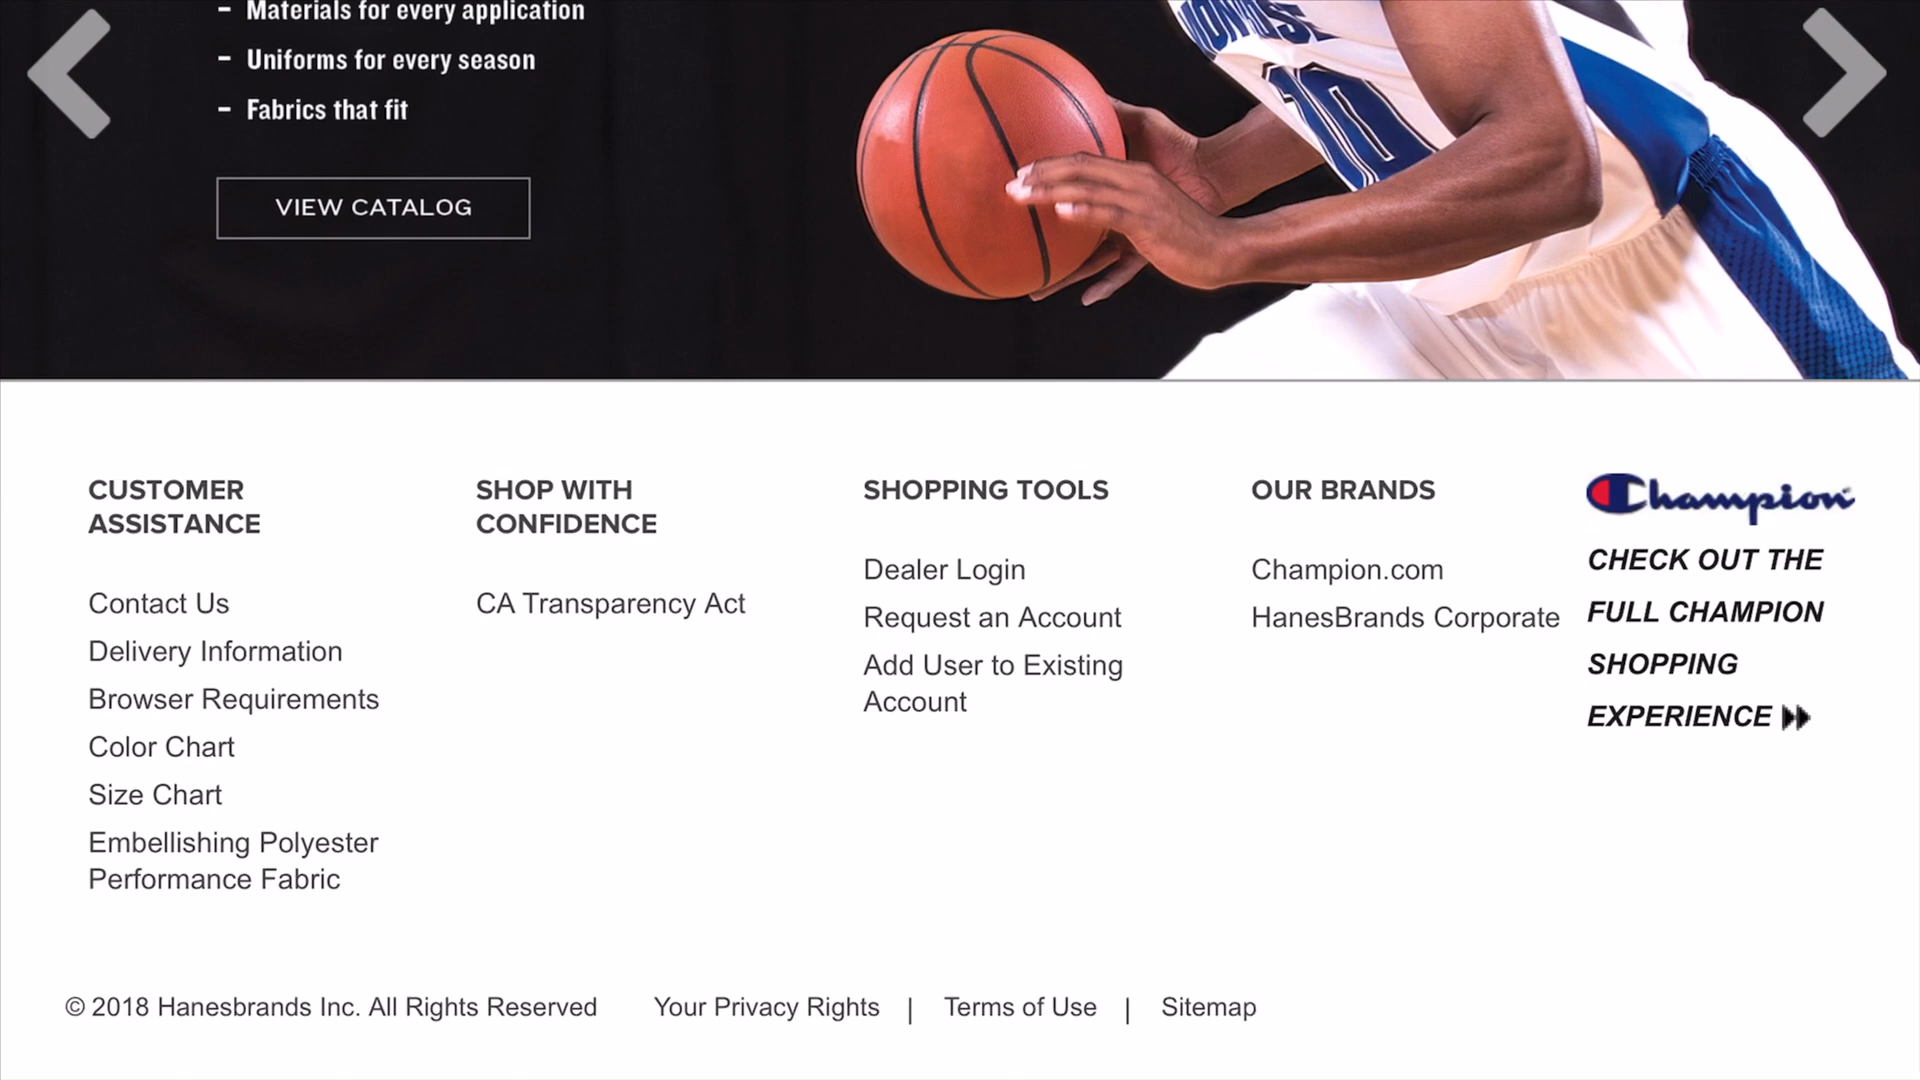 – Materials for every application
– Uniforms for every season
– Fabrics that fit
VIEW CATALOG
10
CUSTOMER
ASSISTANCE
Contact Us
Delivery Information
Browser Requirements
Color Chart
Size Chart
Embellishing Polyester
Performance Fabric
SHOP WITH
CONFIDENCE
CA Transparency Act
SHOPPING TOOLS
Dealer Login
Request an Account
Add User to Existing
Account
OUR BRANDS
Champion.com
HanesBrands Corporate
Champion
CHECK OUT THE
FULL CHAMPION
SHOPPING
EXPERIENCE
© 2018 Hanesbrands Inc. All Rights Reserved Your Privacy Rights | Terms of Use | Sitemap